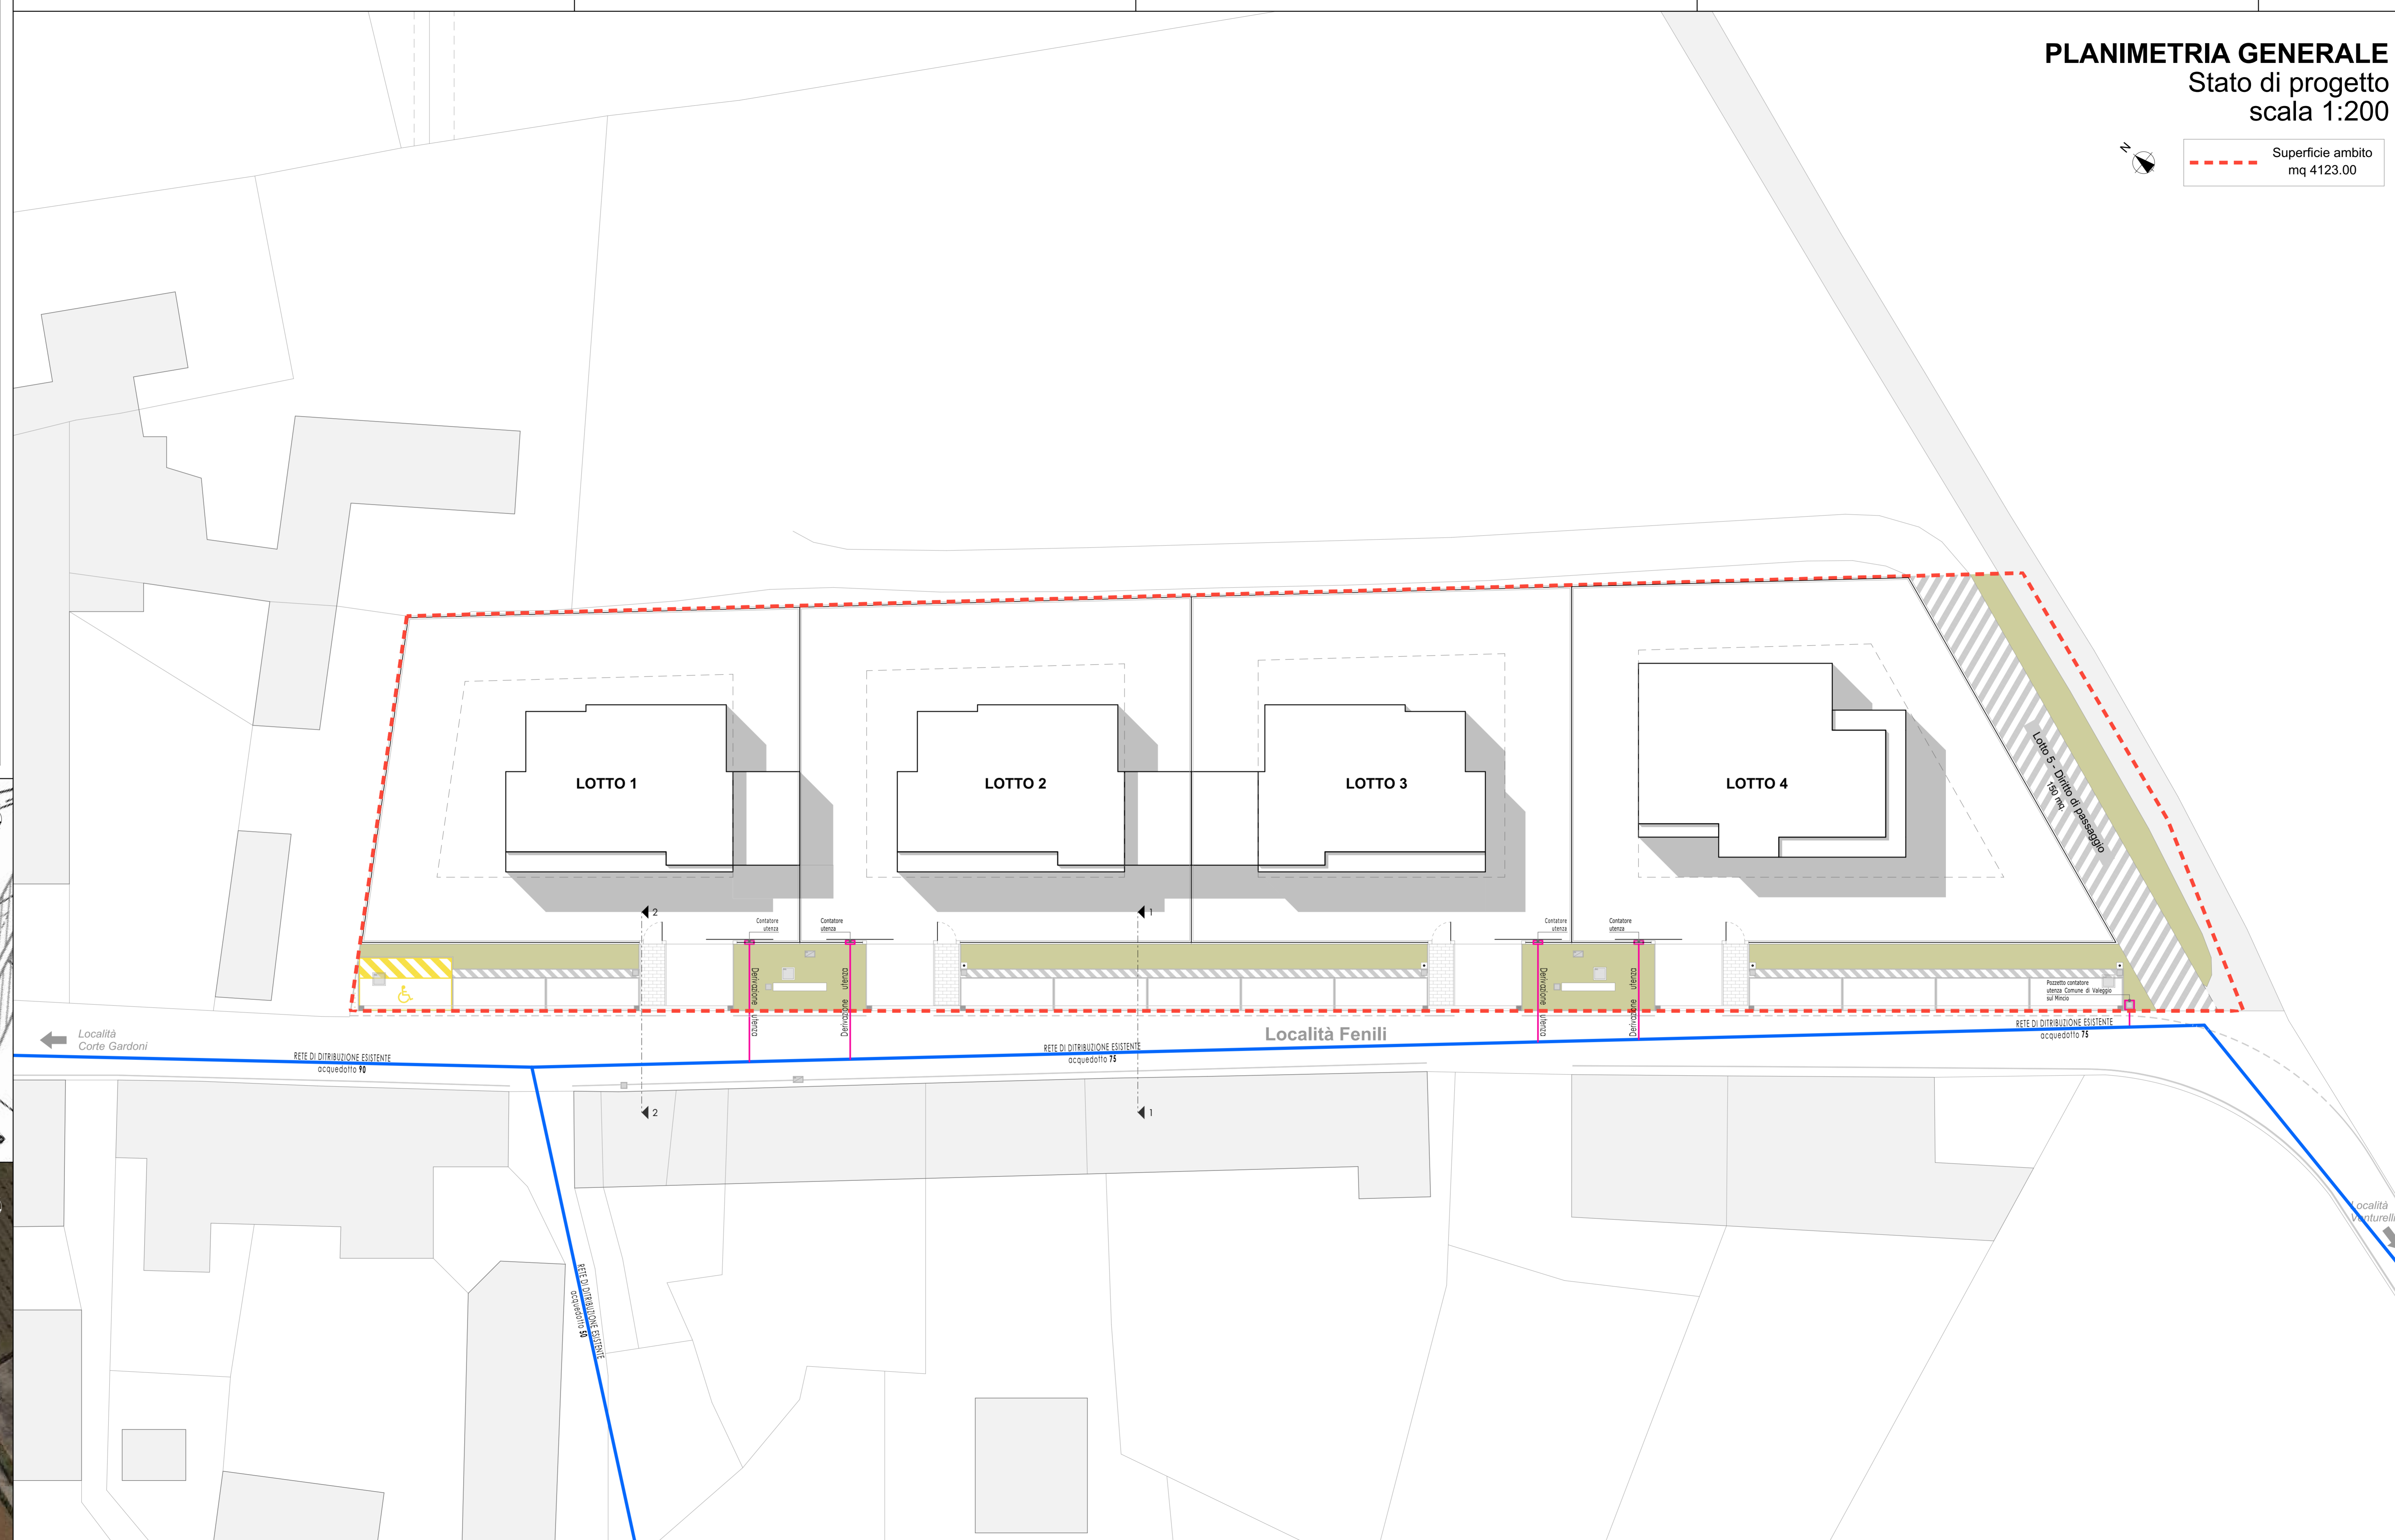 PLANIMETRIA GENERALE
Stato di progetto
scala 1:200
N
Superficie ambito
mq 4123.00
LOTTO 1
LOTTO 2
LOTTO 3
LOTTO 4
Lotto 5 - Diritto di passaggio
150 mq
2
1
Contatore
utenza
Contatore
utenza
Contatore
utenza
Contatore
utenza
Derivazione utenza
Derivazione utenza
Derivazione utenza
Derivazione utenza
Pozzetto contatore
utenza Comune di Valeggio
sul Mincio
Località
Corte Gardoni
Località Fenili
RETE DI DITRIBUZIONE ESISTENTE
acquedotto 90
RETE DI DITRIBUZIONE ESISTENTE
acquedotto 75
RETE DI DITRIBUZIONE ESISTENTE
acquedotto 75
2
1
RETE DI DITRIBUZIONE ESISTENTE
acquedotto 50
Località
Venturelli